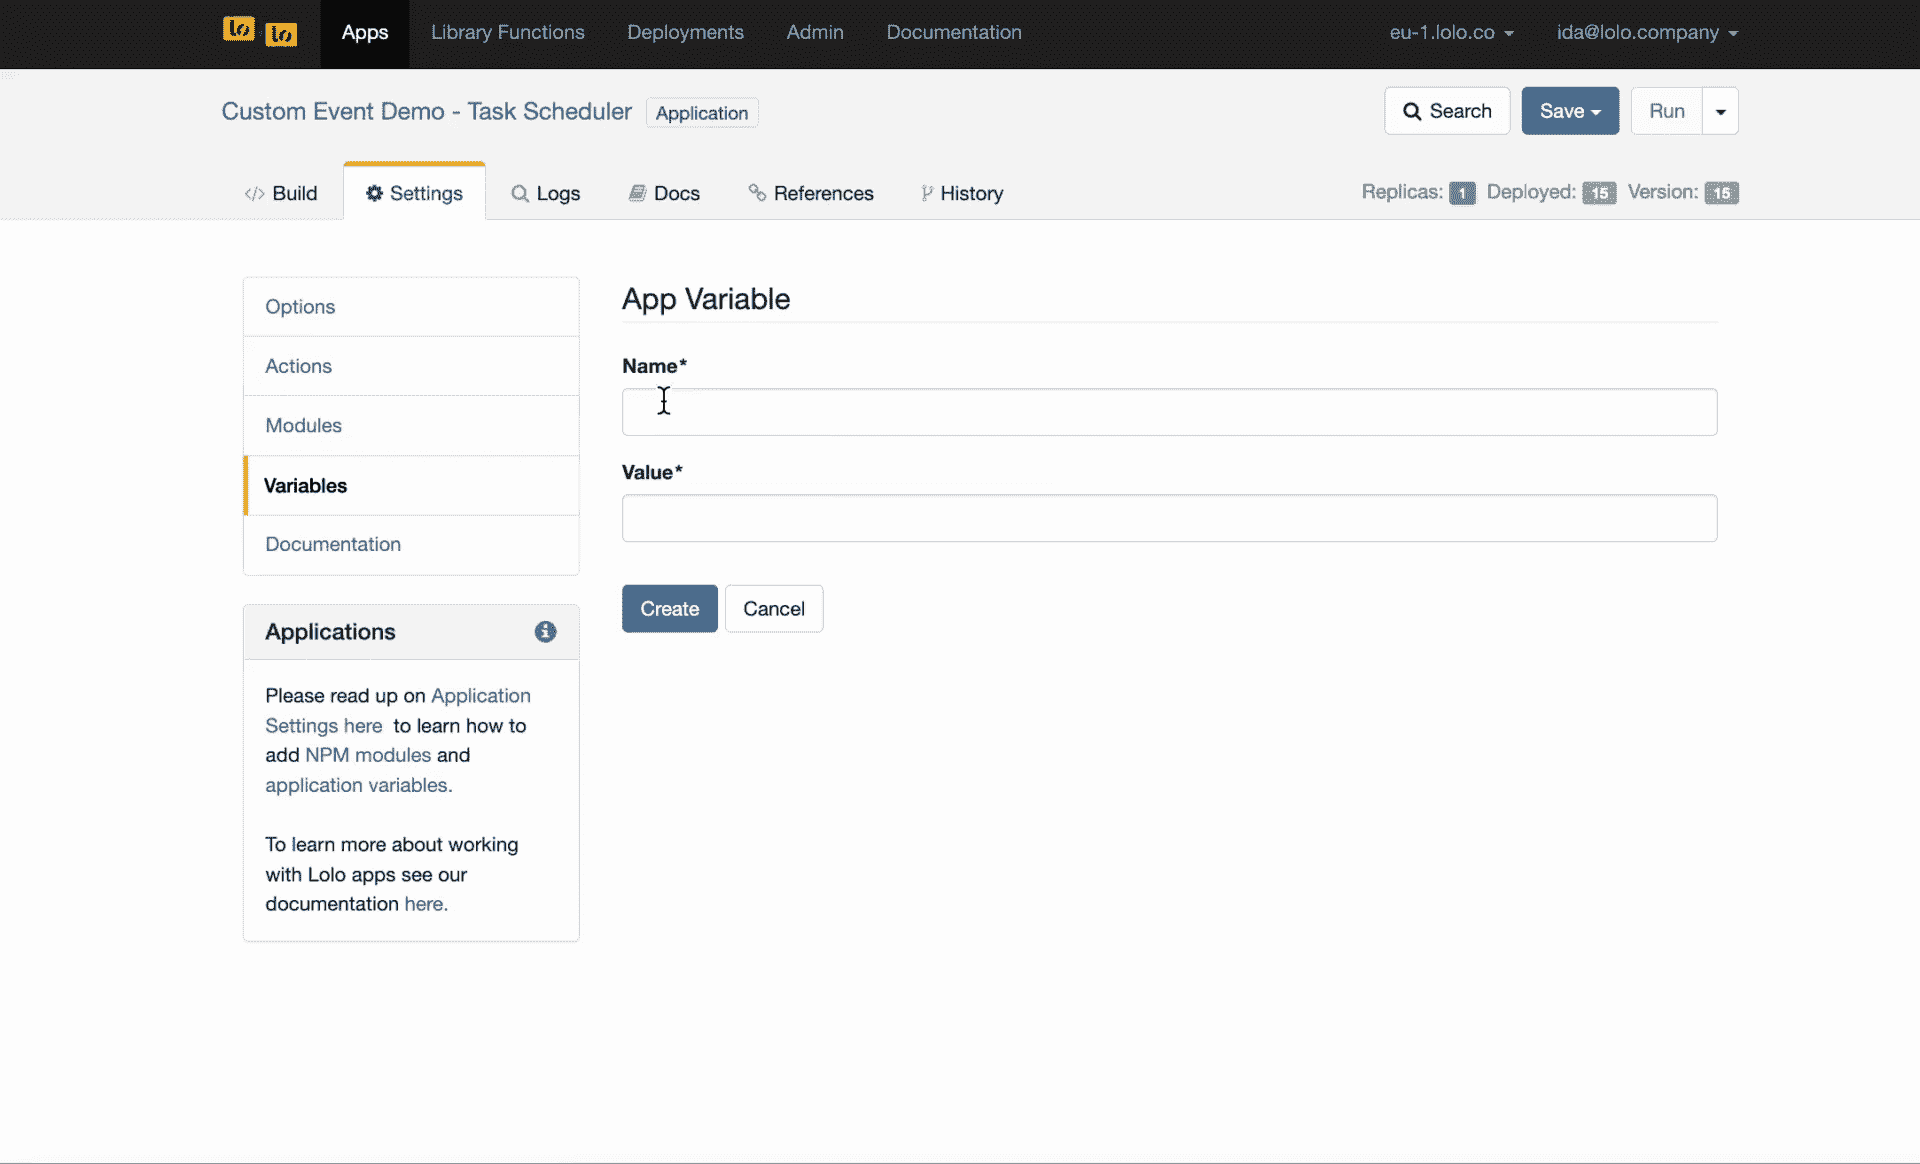 lo lo Apps Library Functions Deployments Admin Documentation eu-1.lolo.co ida@lolo.company
Custom Event Demo - Task Scheduler Application Search Save Run
</> Build Settings Logs Docs References History Replicas: 1 Deployed: 15 Version: 15
Options
Actions
Modules
Variables
Documentation
App Variable
Name*
Value*
Create Cancel
Applications
Please read up on Application
Settings here to learn how to
add NPM modules and
application variables.
To learn more about working
with Lolo apps see our
documentation here.